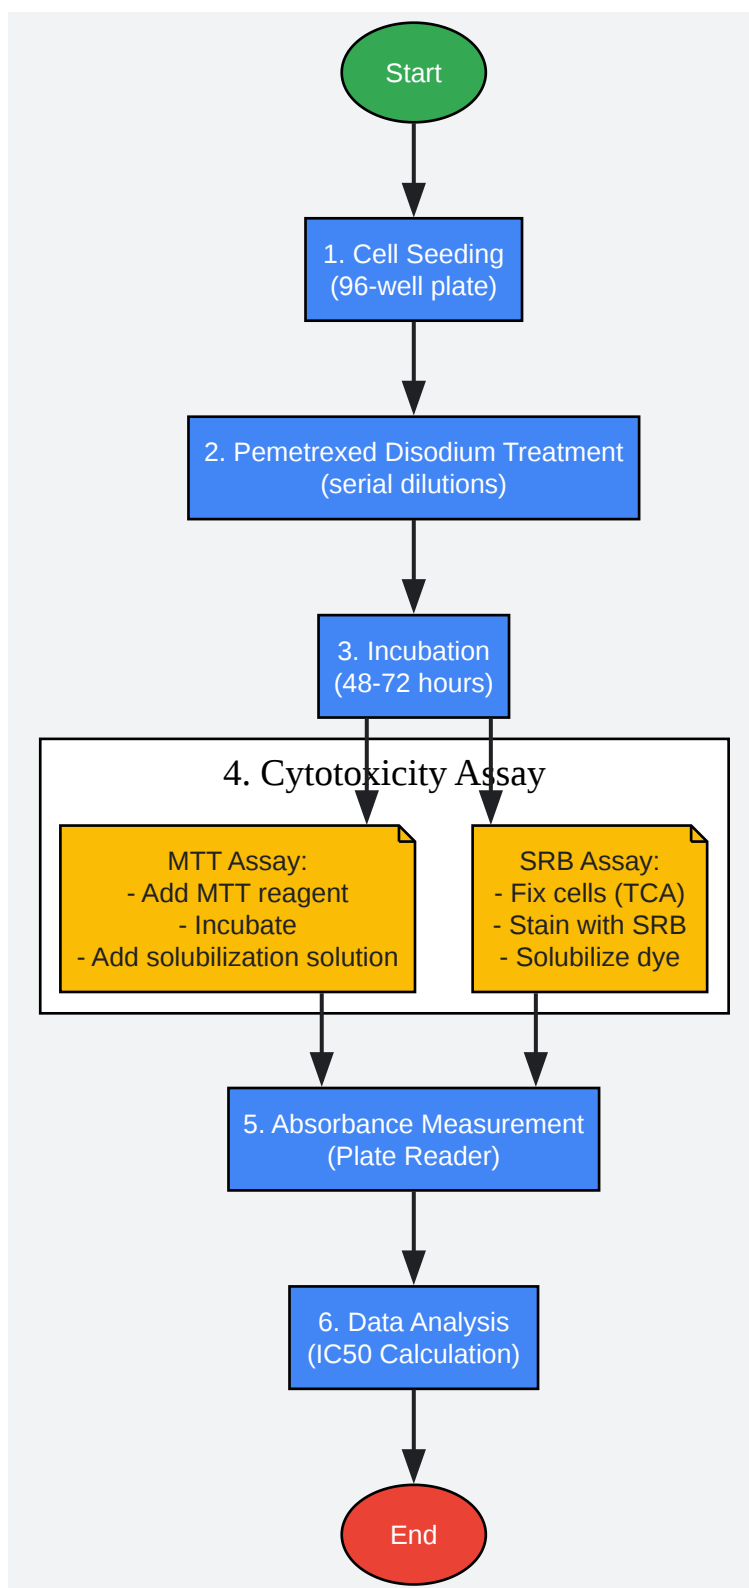 Start
1. Cell Seeding
(96-well plate)
2. Pemetrexed Disodium Treatment
(serial dilutions)
3. Incubation
(48-72 hours)
4. Cytotoxicity Assay
MTT Assay:
- Add MTT reagent
- Incubate
- Add solubilization solution
SRB Assay:
- Fix cells (TCA)
- Stain with SRB
- Solubilize dye
5. Absorbance Measurement
(Plate Reader)
6. Data Analysis
(IC50 Calculation)
End